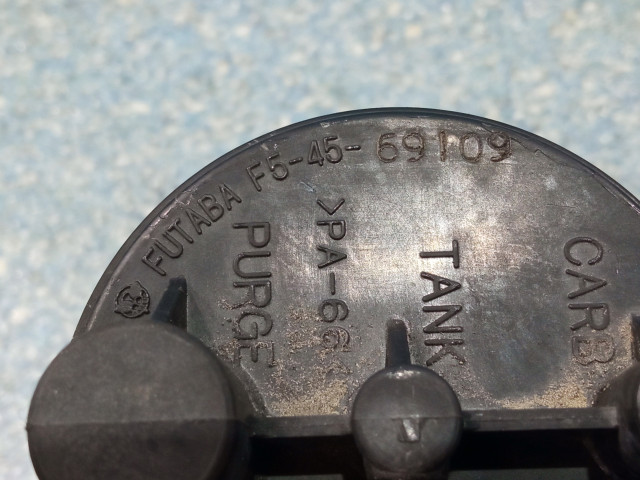 FUTABA F5-45-69109
>PA-66<
PURGE
TANK
CARB
T